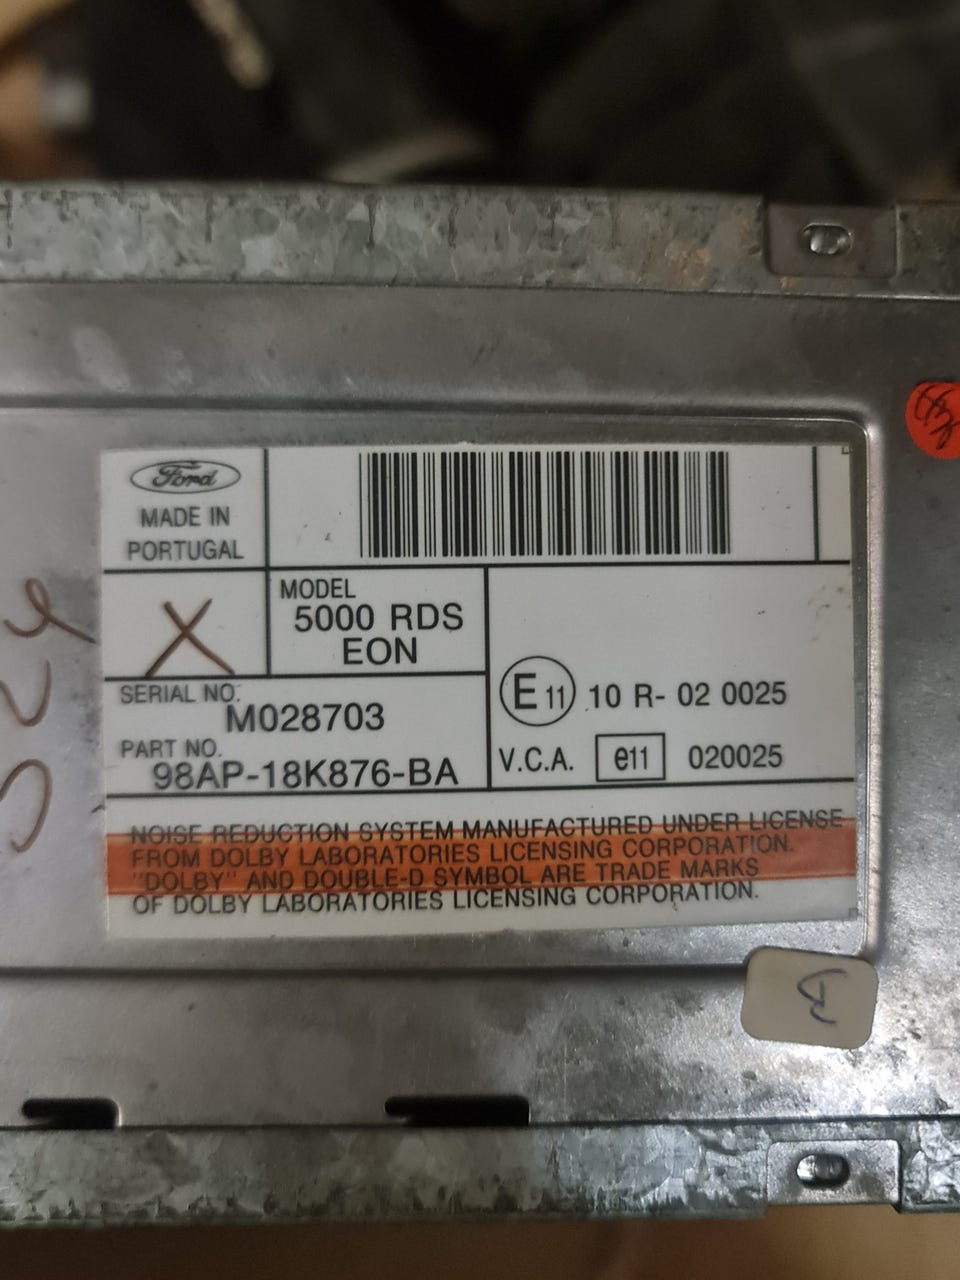 Ford
MADE IN
PORTUGAL
X
MODEL
5000 RDS
EON
SERIAL NO.
M028703
PART NO.
98AP-18K876-BA
E 11 10 R- 02 0025
V.C.A. e11 020025
NOISE REDUCTION SYSTEM MANUFACTURED UNDER LICENSE
FROM DOLBY LABORATORIES LICENSING CORPORATION.
"DOLBY" AND DOUBLE-D SYMBOL ARE TRADE MARKS
OF DOLBY LABORATORIES LICENSING CORPORATION.